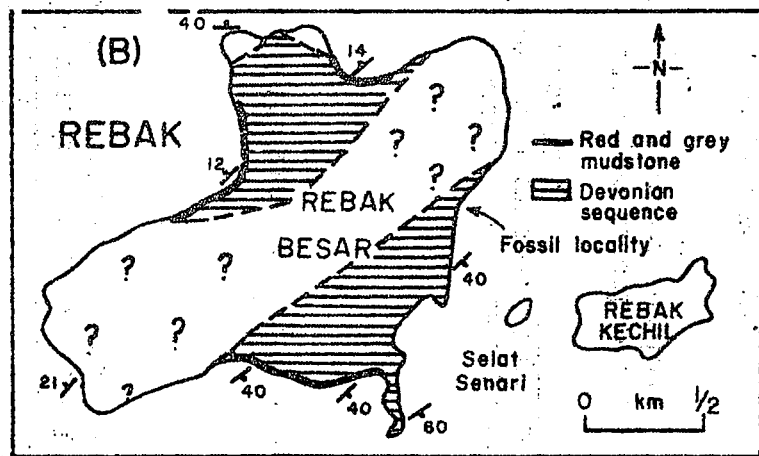 40
(B)
14
N
REBAK
?
?
?
Red and grey
mudstone
12
?
REBAK
Devonian
sequence
BESAR
Fossil locality
?
?
40
REBAK
KECHIL
?
?
Selat
Senari
21
?
40
40
60
0 km 1/2